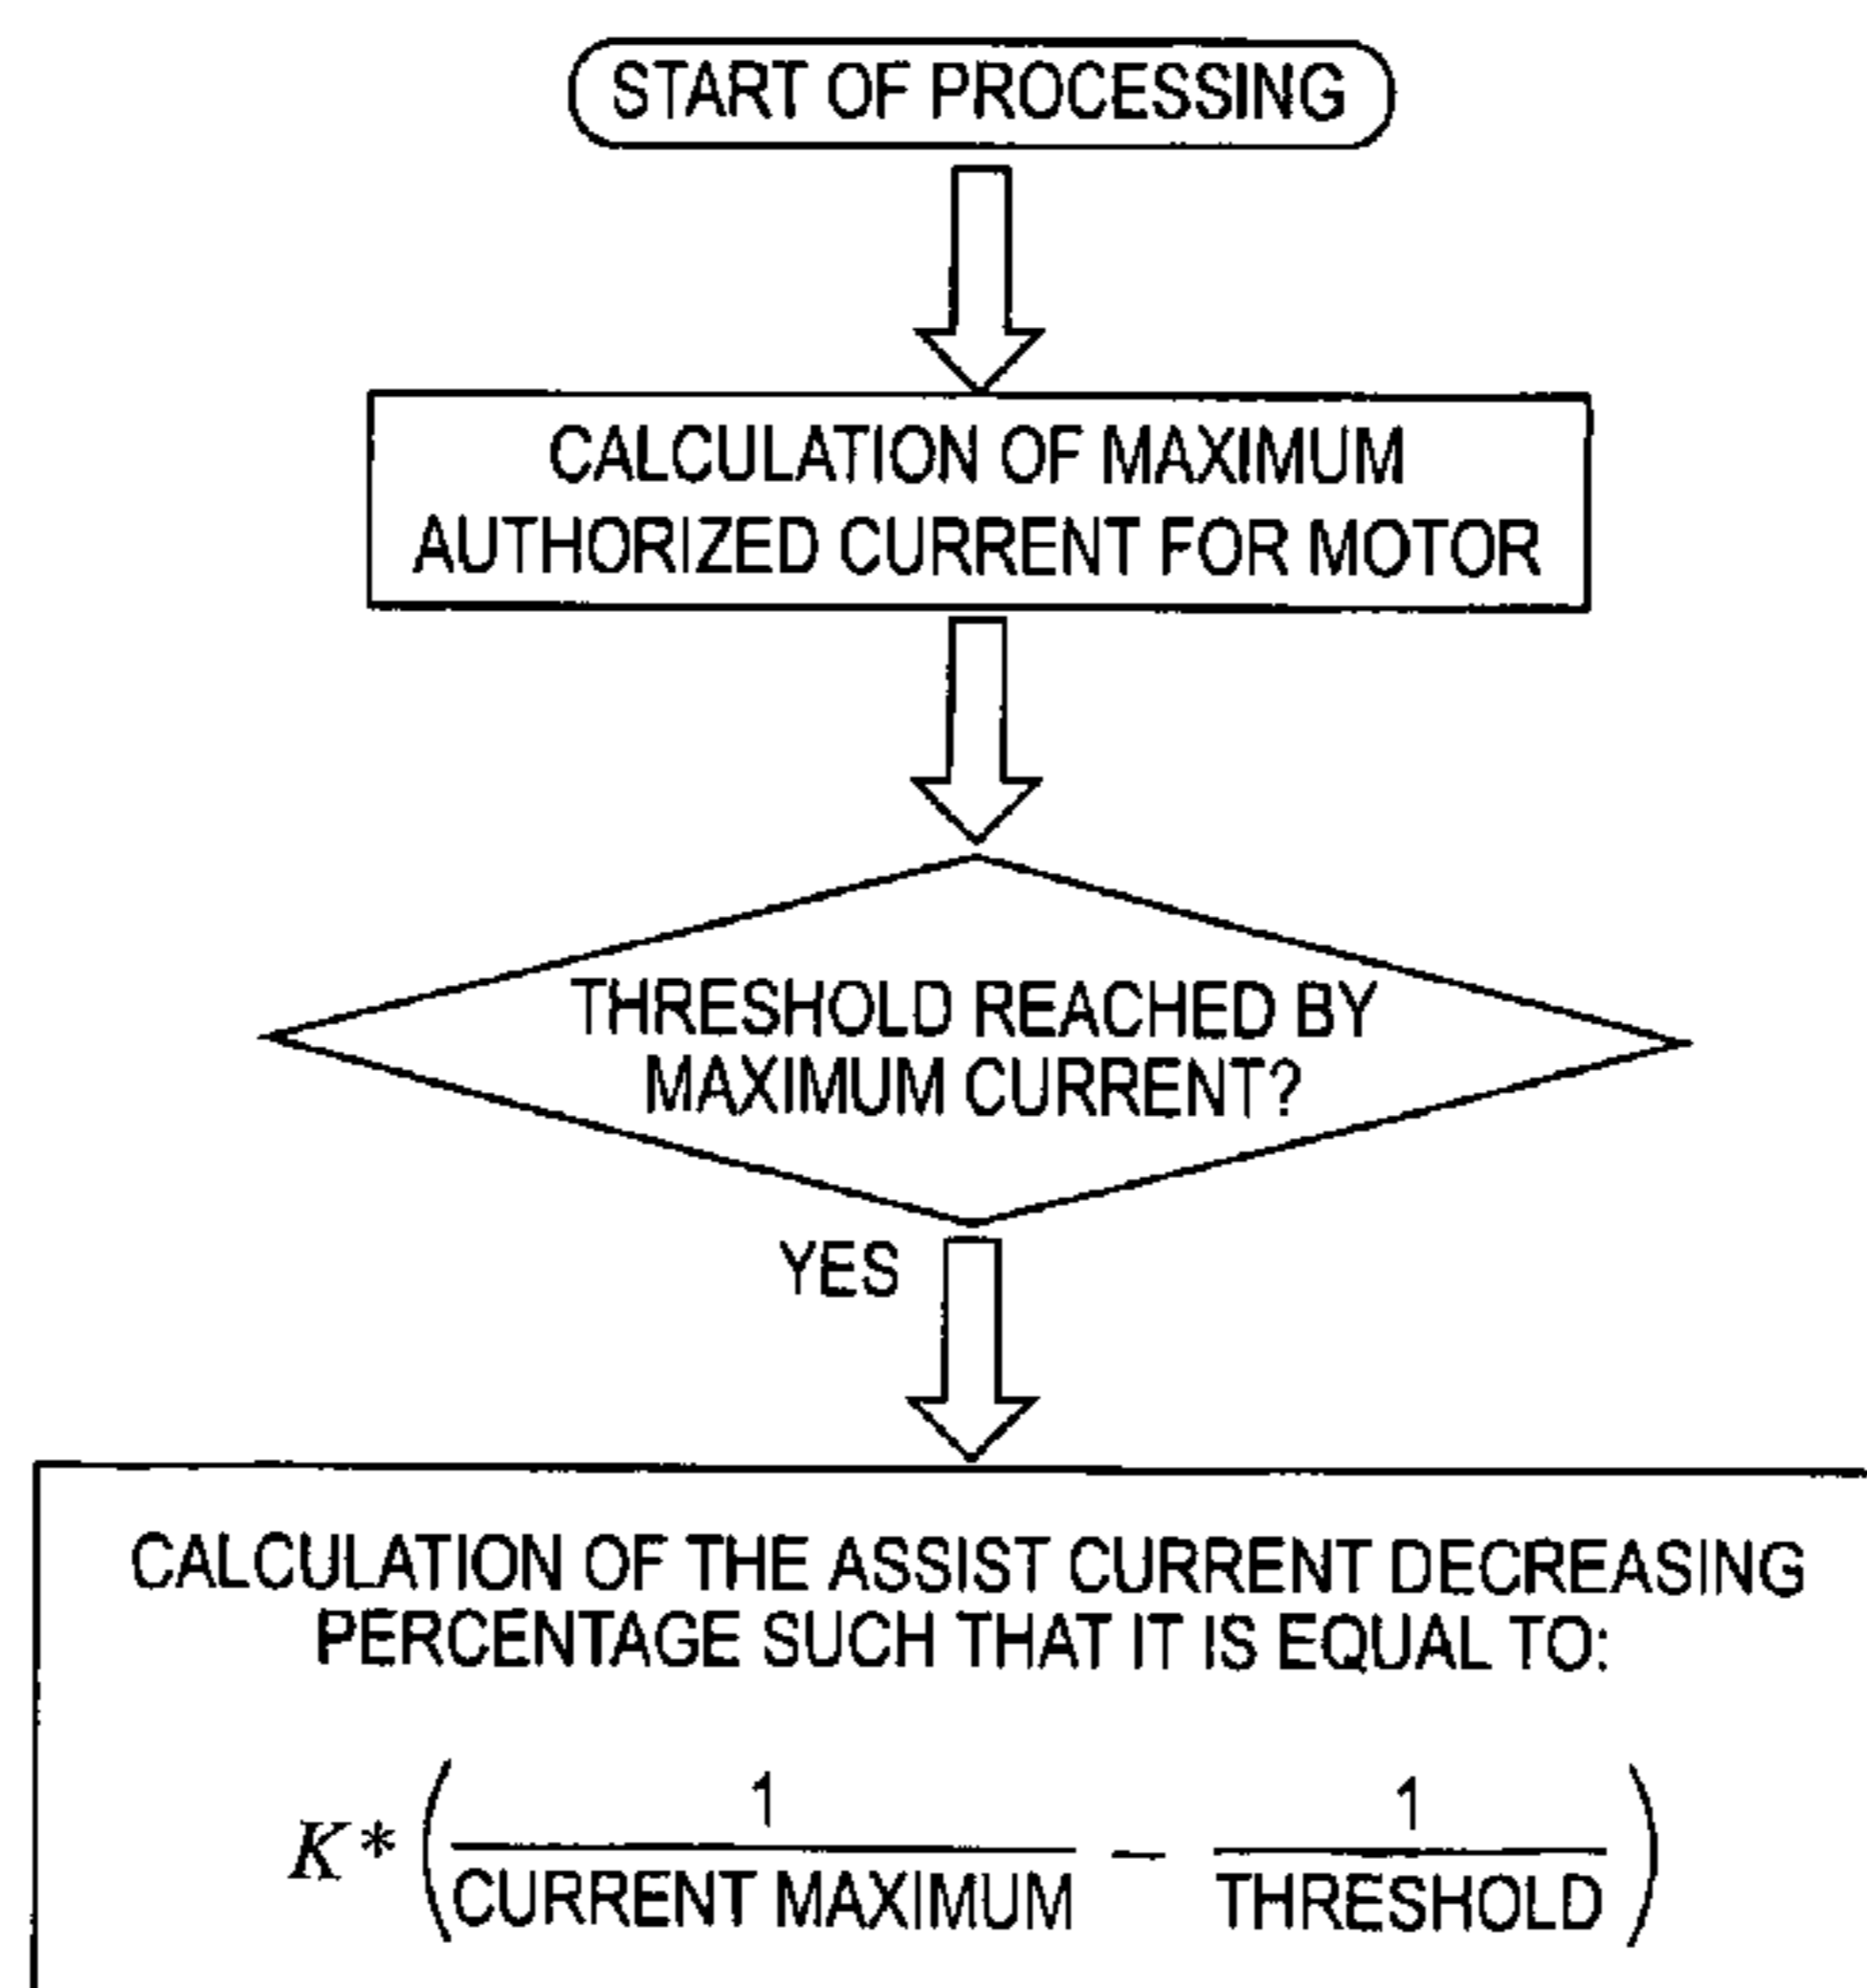 START OF PROCESSING
CALCULATION OF MAXIMUM
AUTHORIZED CURRENT FOR MOTOR
THRESHOLD REACHED BY
MAXIMUM CURRENT?
YES
CALCULATION OF THE ASSIST CURRENT DECREASING
PERCENTAGE SUCH THAT IT IS EQUAL TO:
K * ( 1 / CURRENT MAXIMUM − 1 / THRESHOLD )